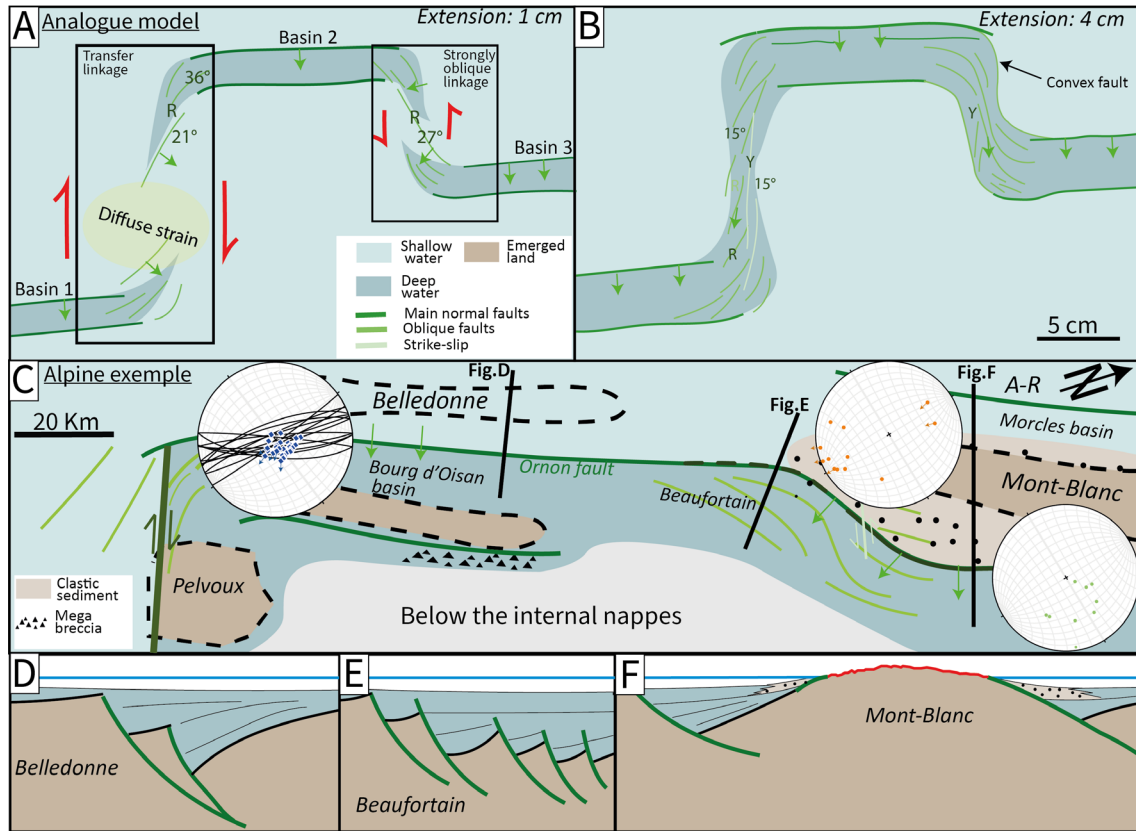 A
Analogue model
Extension: 1 cm
Transfer
linkage
Basin 2
Strongly
oblique
linkage
36°
R
21°
R
27°
Basin 3
Diffuse strain
Basin 1
Shallow
water
Emerged
land
Deep
water
Main normal faults
Oblique faults
Strike-slip
B
Extension: 4 cm
Convex fault
15°
Y
Y
15°
R
5 cm
C
Alpine exemple
20 Km
Fig.D
Belledonne
Bourg d'Oisan
basin
Ornon fault
Fig.E
Beaufortain
Fig.F
A-R
N
Morcles basin
Mont-Blanc
Pelvoux
Clastic
sediment
Mega
breccia
Below the internal nappes
D
Belledonne
E
Beaufortain
F
Mont-Blanc